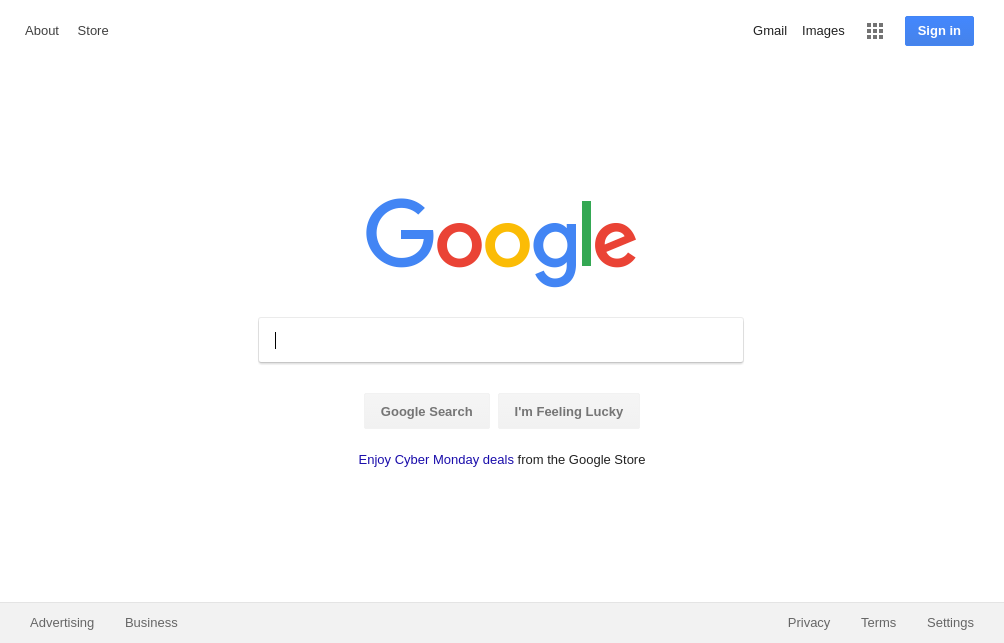 About Store Gmail Images Sign in
Google
Google Search I'm Feeling Lucky
Enjoy Cyber Monday deals from the Google Store
Advertising Business Privacy Terms Settings